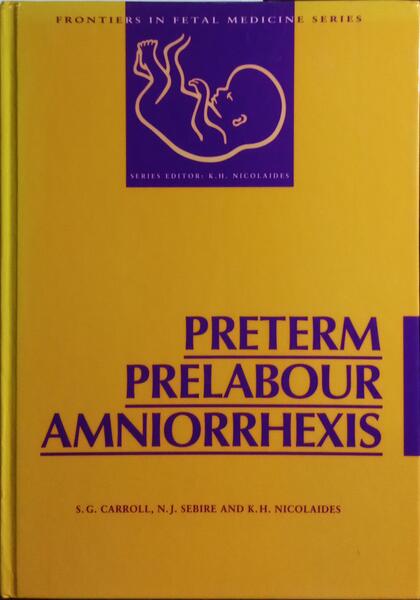 FRONTIERS IN FETAL MEDICINE SERIES
SERIES EDITOR: K.H. NICOLAIDES
PRETERM
PRELABOUR
AMNIORRHEXIS
S.G. CARROLL, N.J. SEBIRE AND K.H. NICOLAIDES